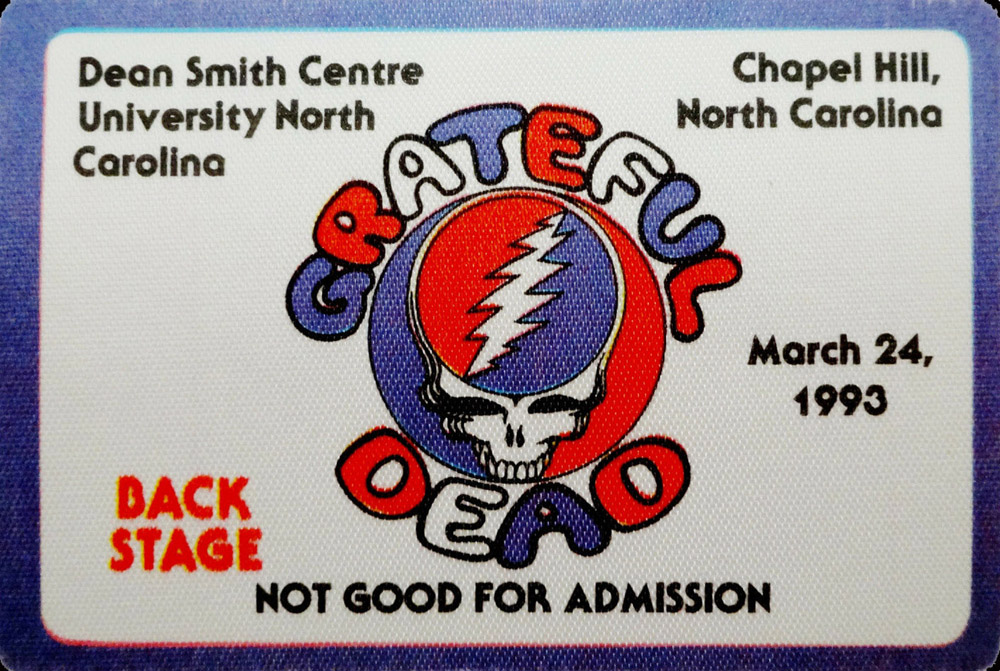 Dean Smith Centre
University North
Carolina
Chapel Hill,
North Carolina
GRATEFUL
DEAD
March 24,
1993
BACK
STAGE
NOT GOOD FOR ADMISSION